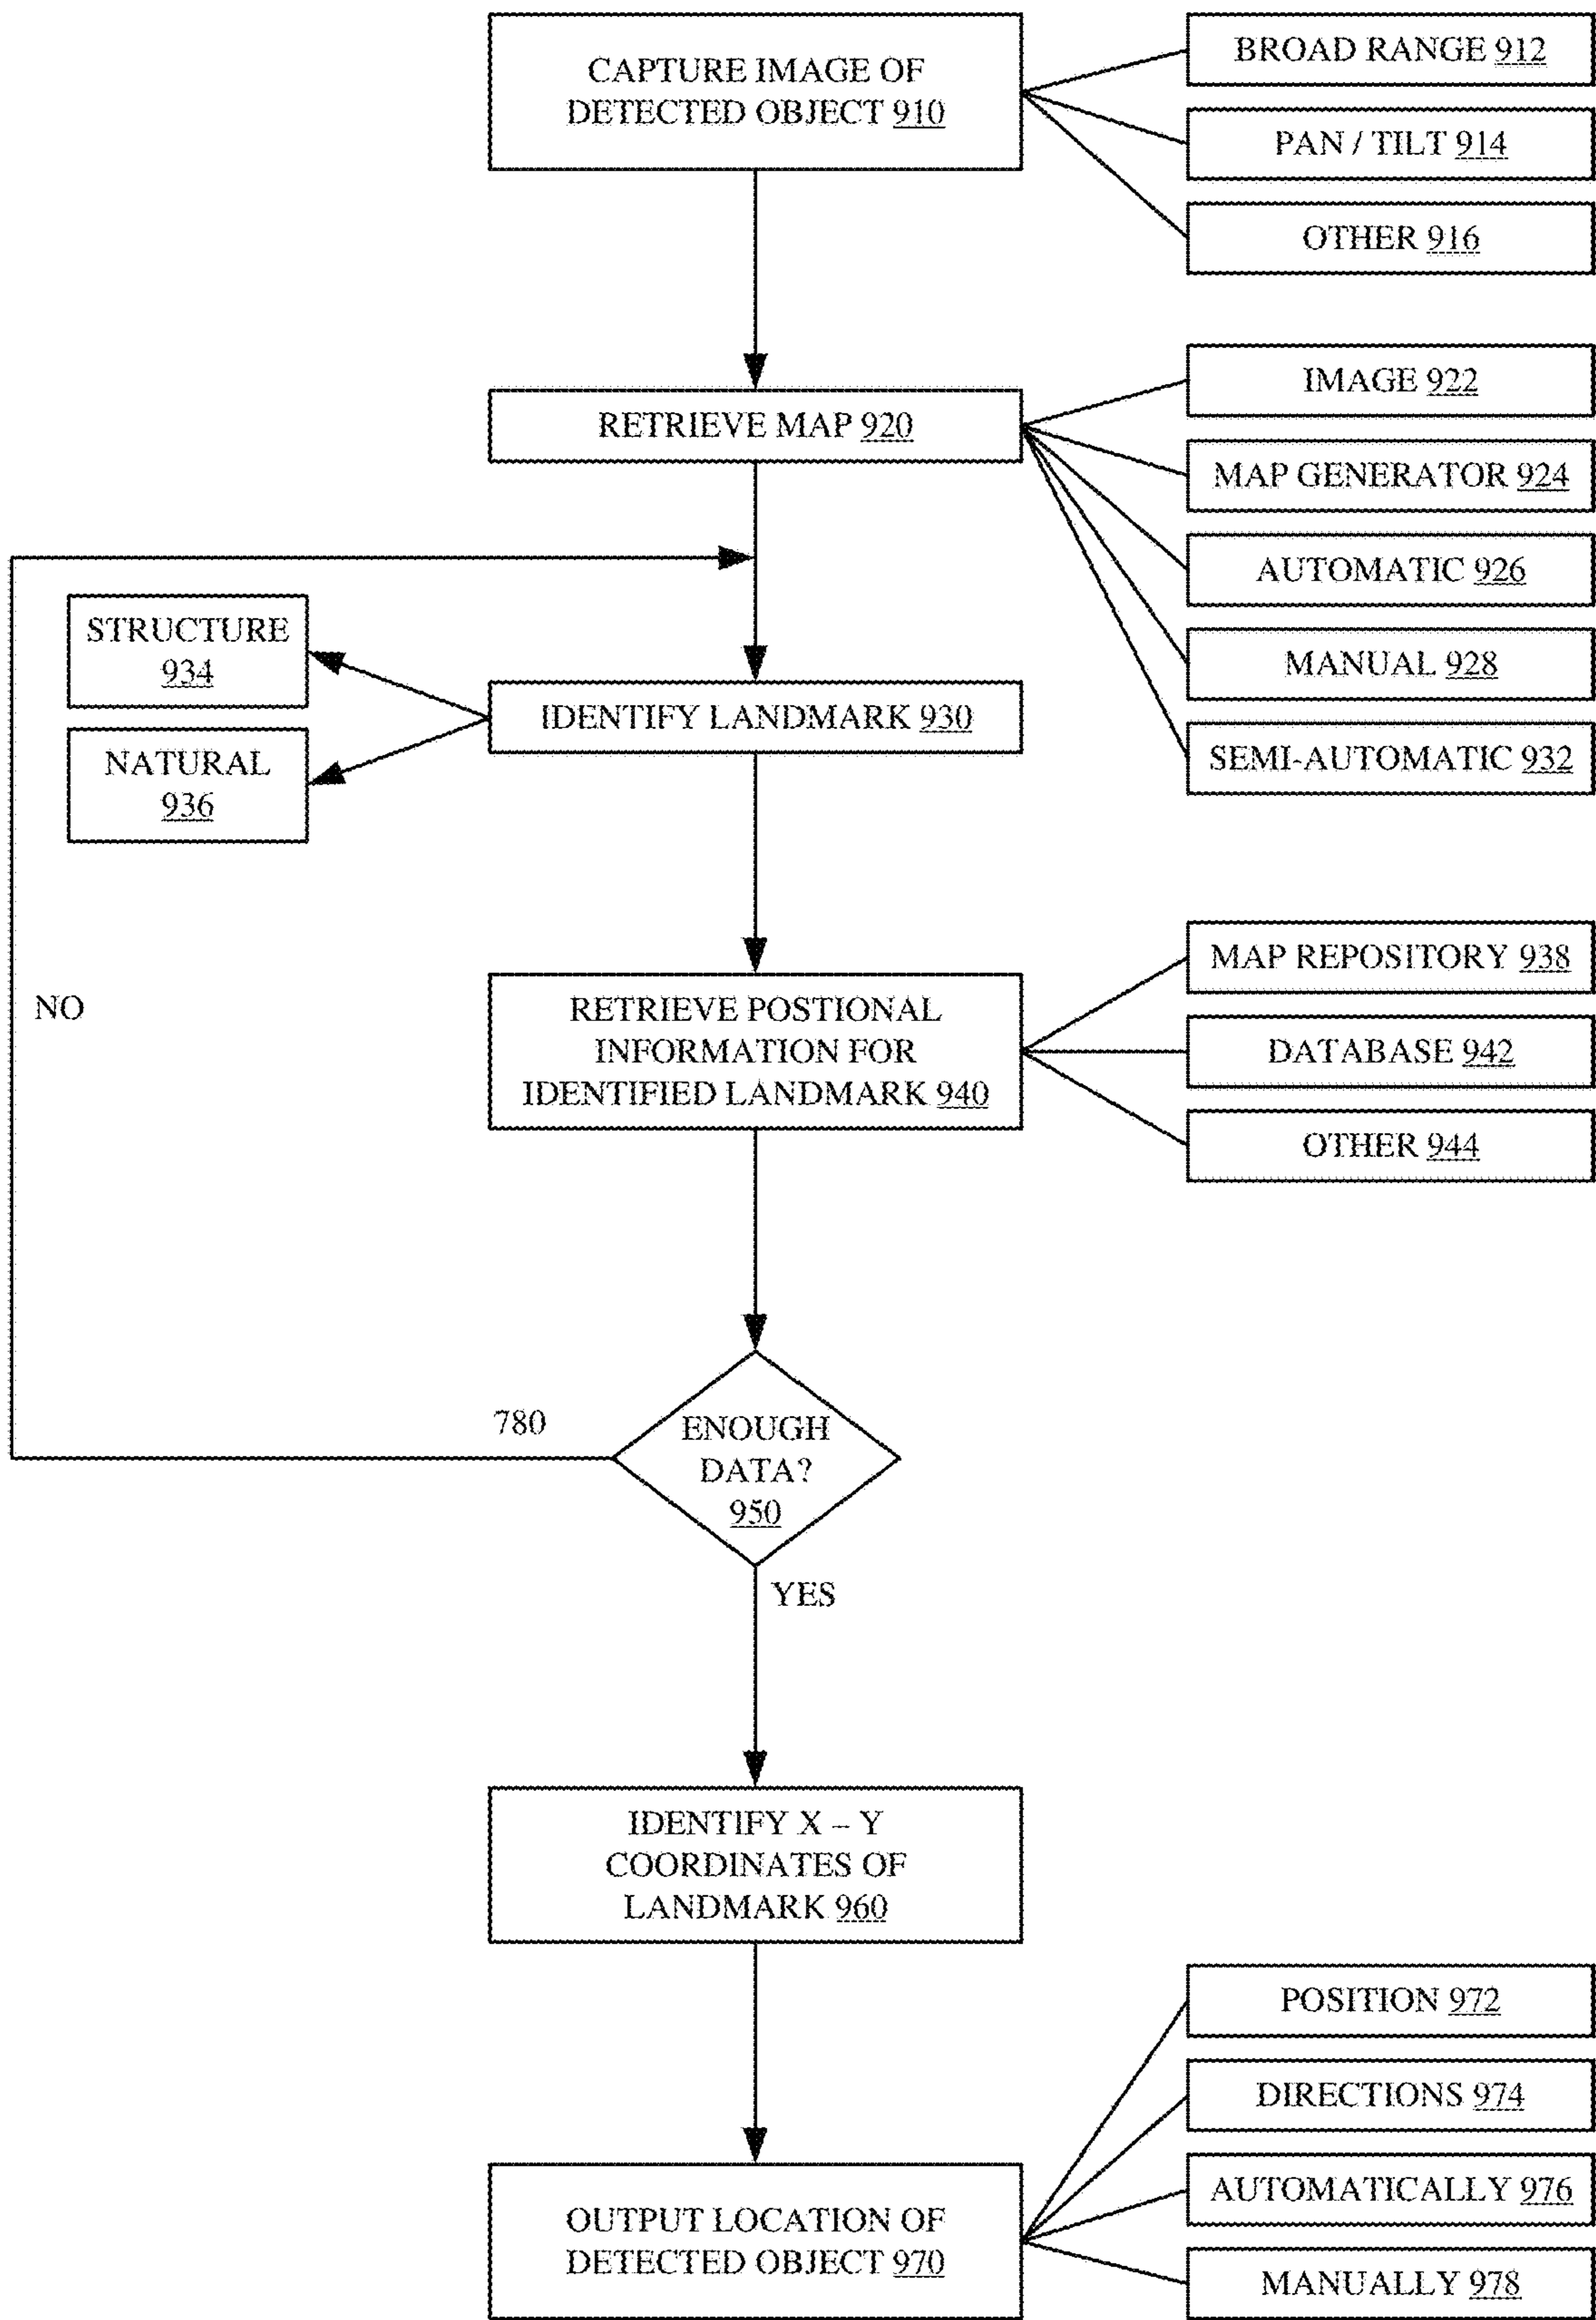 CAPTURE IMAGE OF
DETECTED OBJECT 910
BROAD RANGE 912
PAN / TILT 914
OTHER 916
RETRIEVE MAP 920
IMAGE 922
MAP GENERATOR 924
AUTOMATIC 926
MANUAL 928
SEMI-AUTOMATIC 932
STRUCTURE
934
NATURAL
936
IDENTIFY LANDMARK 930
RETRIEVE POSTIONAL
INFORMATION FOR
IDENTIFIED LANDMARK 940
MAP REPOSITORY 938
DATABASE 942
OTHER 944
NO
780
ENOUGH
DATA?
950
YES
IDENTIFY X – Y
COORDINATES OF
LANDMARK 960
OUTPUT LOCATION OF
DETECTED OBJECT 970
POSITION 972
DIRECTIONS 974
AUTOMATICALLY 976
MANUALLY 978